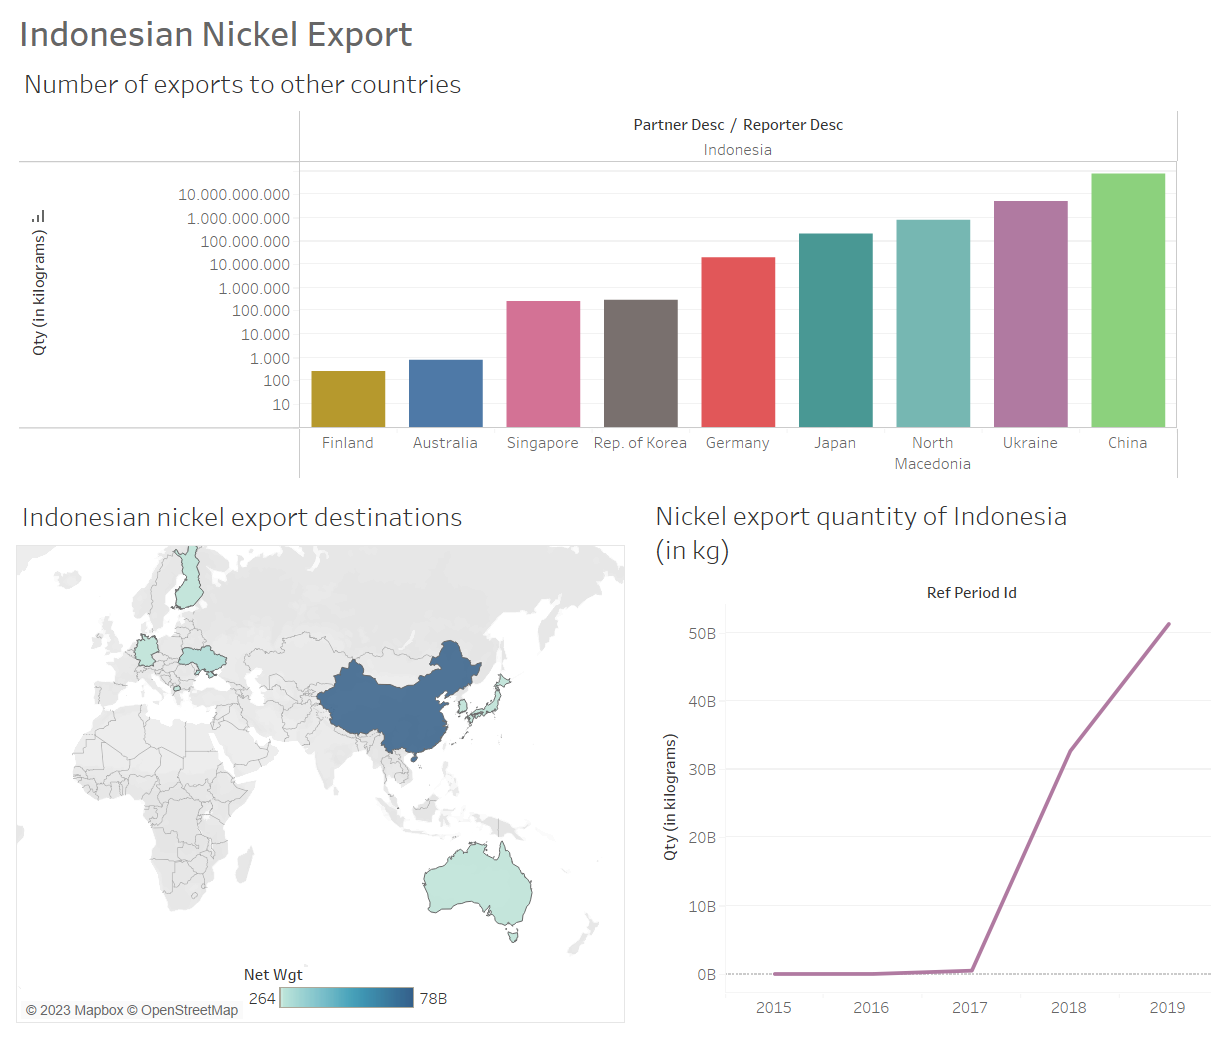 Indonesian Nickel Export
Number of exports to other countries
Partner Desc / Reporter Desc
Indonesia
Qty (in kilograms)
10.000.000.000
1.000.000.000
100.000.000
10.000.000
1.000.000
100.000
10.000
1.000
100
10
Finland
Australia
Singapore
Rep. of Korea
Germany
Japan
North
Macedonia
Ukraine
China
Indonesian nickel export destinations
Net Wgt
264
78B
© 2023 Mapbox © OpenStreetMap
Nickel export quantity of Indonesia
(in kg)
Ref Period Id
Qty (in kilograms)
50B
40B
30B
20B
10B
0B
2015
2016
2017
2018
2019